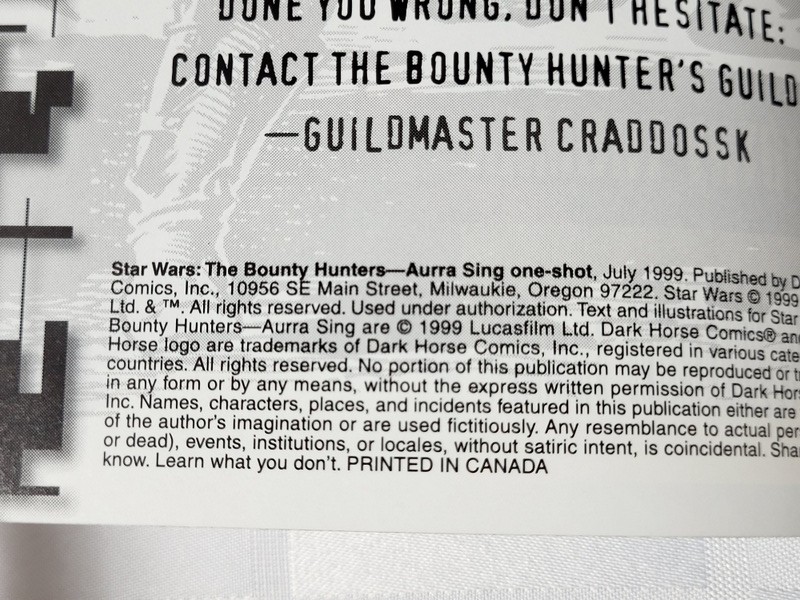 DONE YOU WRONG, DON'T HESITATE:
CONTACT THE BOUNTY HUNTER'S GUILD
—GUILDMASTER CRADDOSSK
Star Wars: The Bounty Hunters—Aurra Sing one-shot, July 1999. Published by D
Comics, Inc., 10956 SE Main Street, Milwaukie, Oregon 97222. Star Wars © 1999
Ltd. & ™. All rights reserved. Used under authorization. Text and illustrations for Star
Bounty Hunters—Aurra Sing are © 1999 Lucasfilm Ltd. Dark Horse Comics® and
Horse logo are trademarks of Dark Horse Comics, Inc., registered in various cate
countries. All rights reserved. No portion of this publication may be reproduced or tr
in any form or by any means, without the express written permission of Dark Hors
Inc. Names, characters, places, and incidents featured in this publication either are
of the author's imagination or are used fictitiously. Any resemblance to actual per
or dead), events, institutions, or locales, without satiric intent, is coincidental. Shar
know. Learn what you don't. PRINTED IN CANADA